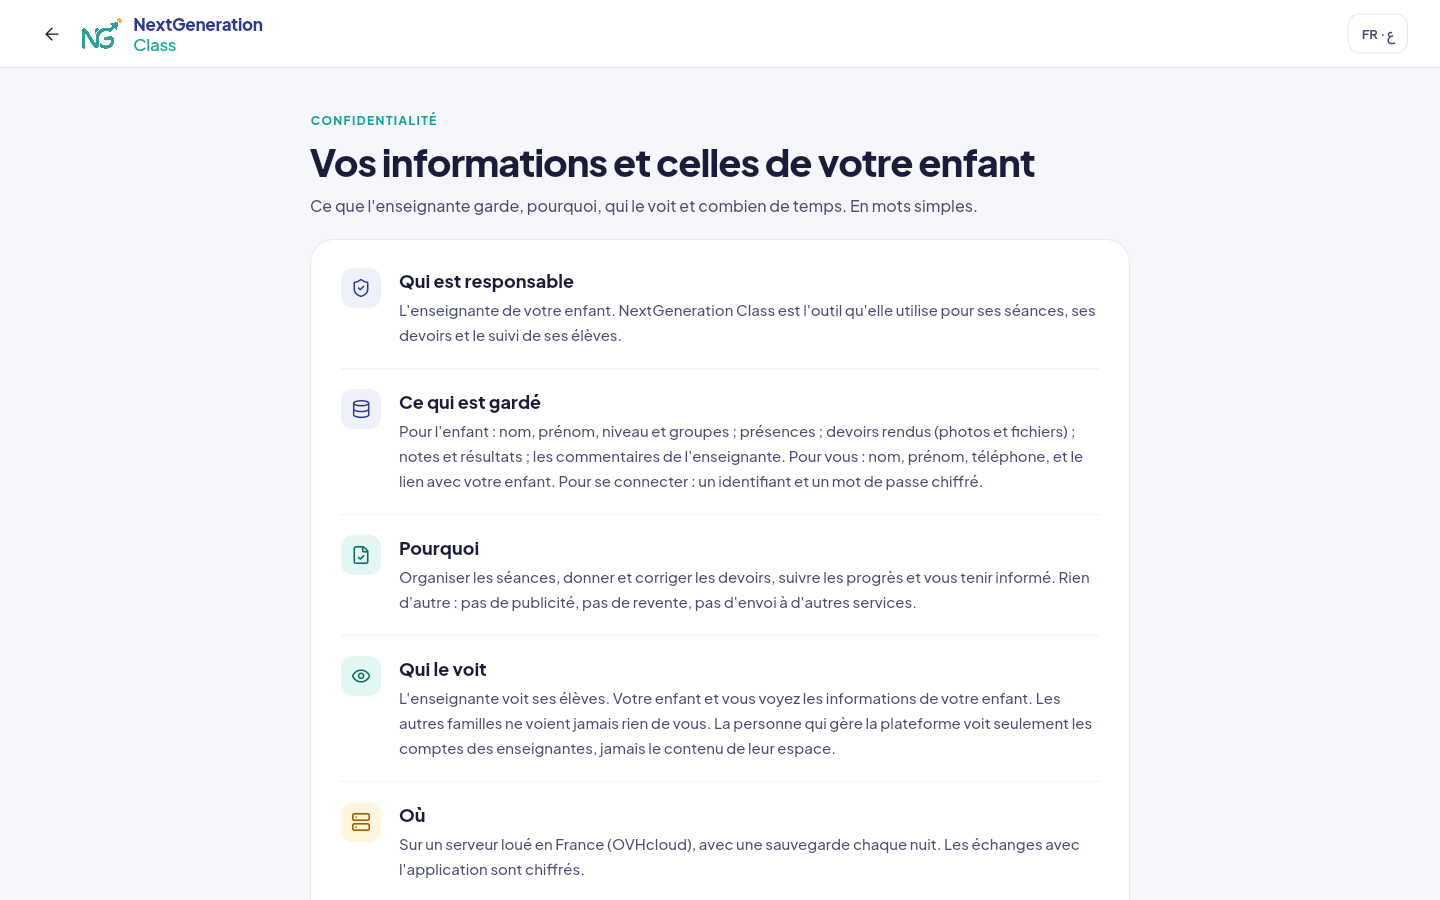 NextGeneration
Class
FR · ع
CONFIDENTIALITÉ
Vos informations et celles de votre enfant
Ce que l'enseignante garde, pourquoi, qui le voit et combien de temps. En mots simples.
Qui est responsable
L'enseignante de votre enfant. NextGeneration Class est l'outil qu'elle utilise pour ses séances, ses
devoirs et le suivi de ses élèves.
Ce qui est gardé
Pour l'enfant : nom, prénom, niveau et groupes ; présences ; devoirs rendus (photos et fichiers) ;
notes et résultats ; les commentaires de l'enseignante. Pour vous : nom, prénom, téléphone, et le
lien avec votre enfant. Pour se connecter : un identifiant et un mot de passe chiffré.
Pourquoi
Organiser les séances, donner et corriger les devoirs, suivre les progrès et vous tenir informé. Rien
d'autre : pas de publicité, pas de revente, pas d'envoi à d'autres services.
Qui le voit
L'enseignante voit ses élèves. Votre enfant et vous voyez les informations de votre enfant. Les
autres familles ne voient jamais rien de vous. La personne qui gère la plateforme voit seulement les
comptes des enseignantes, jamais le contenu de leur espace.
Où
Sur un serveur loué en France (OVHcloud), avec une sauvegarde chaque nuit. Les échanges avec
l'application sont chiffrés.